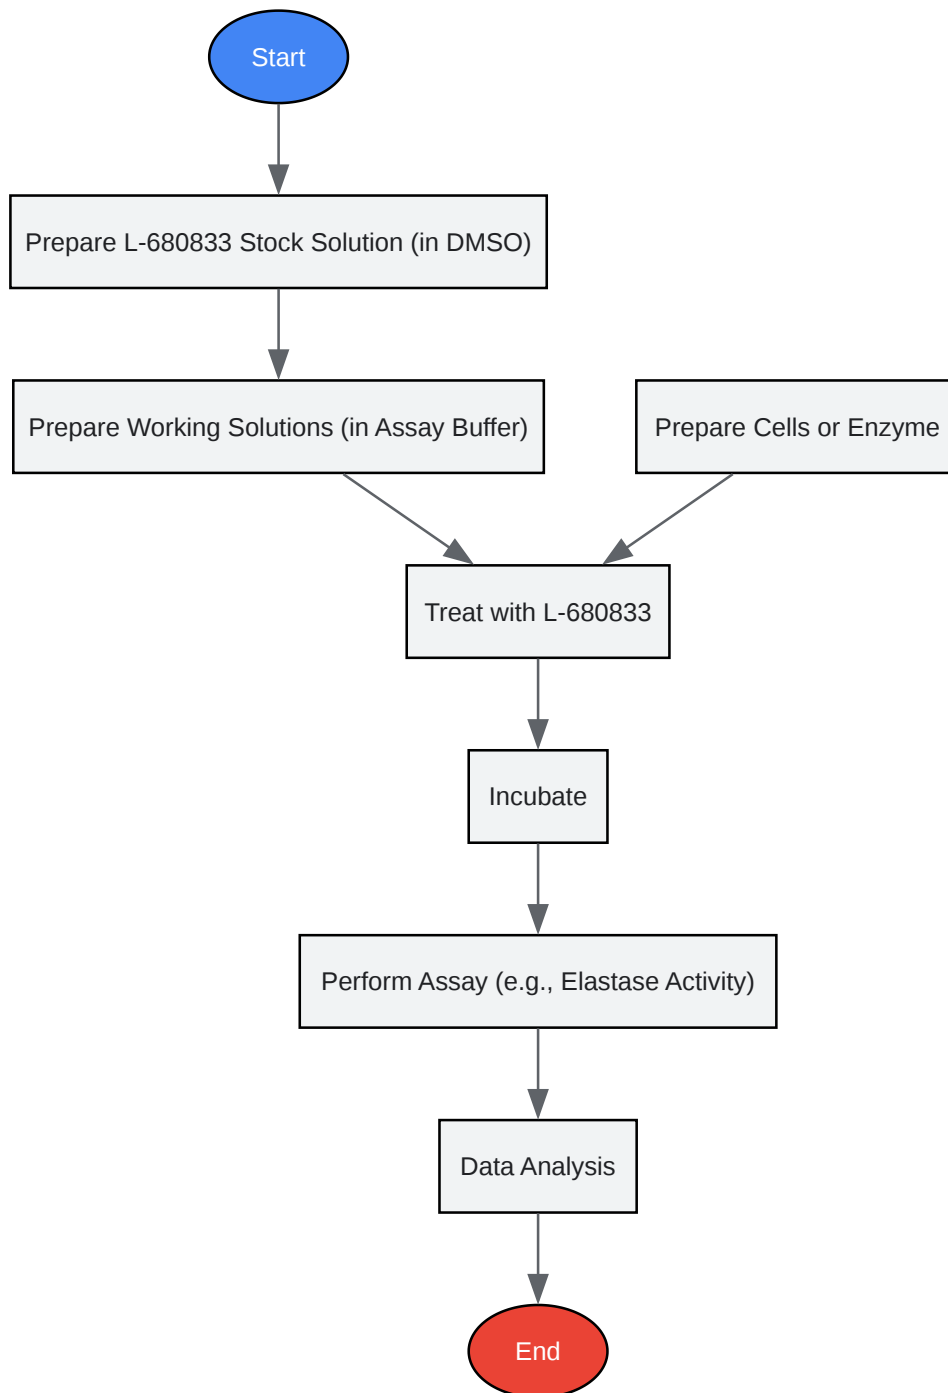 Start
Prepare L-680833 Stock Solution (in DMSO)
Prepare Working Solutions (in Assay Buffer)
Prepare Cells or Enzyme
Treat with L-680833
Incubate
Perform Assay (e.g., Elastase Activity)
Data Analysis
End